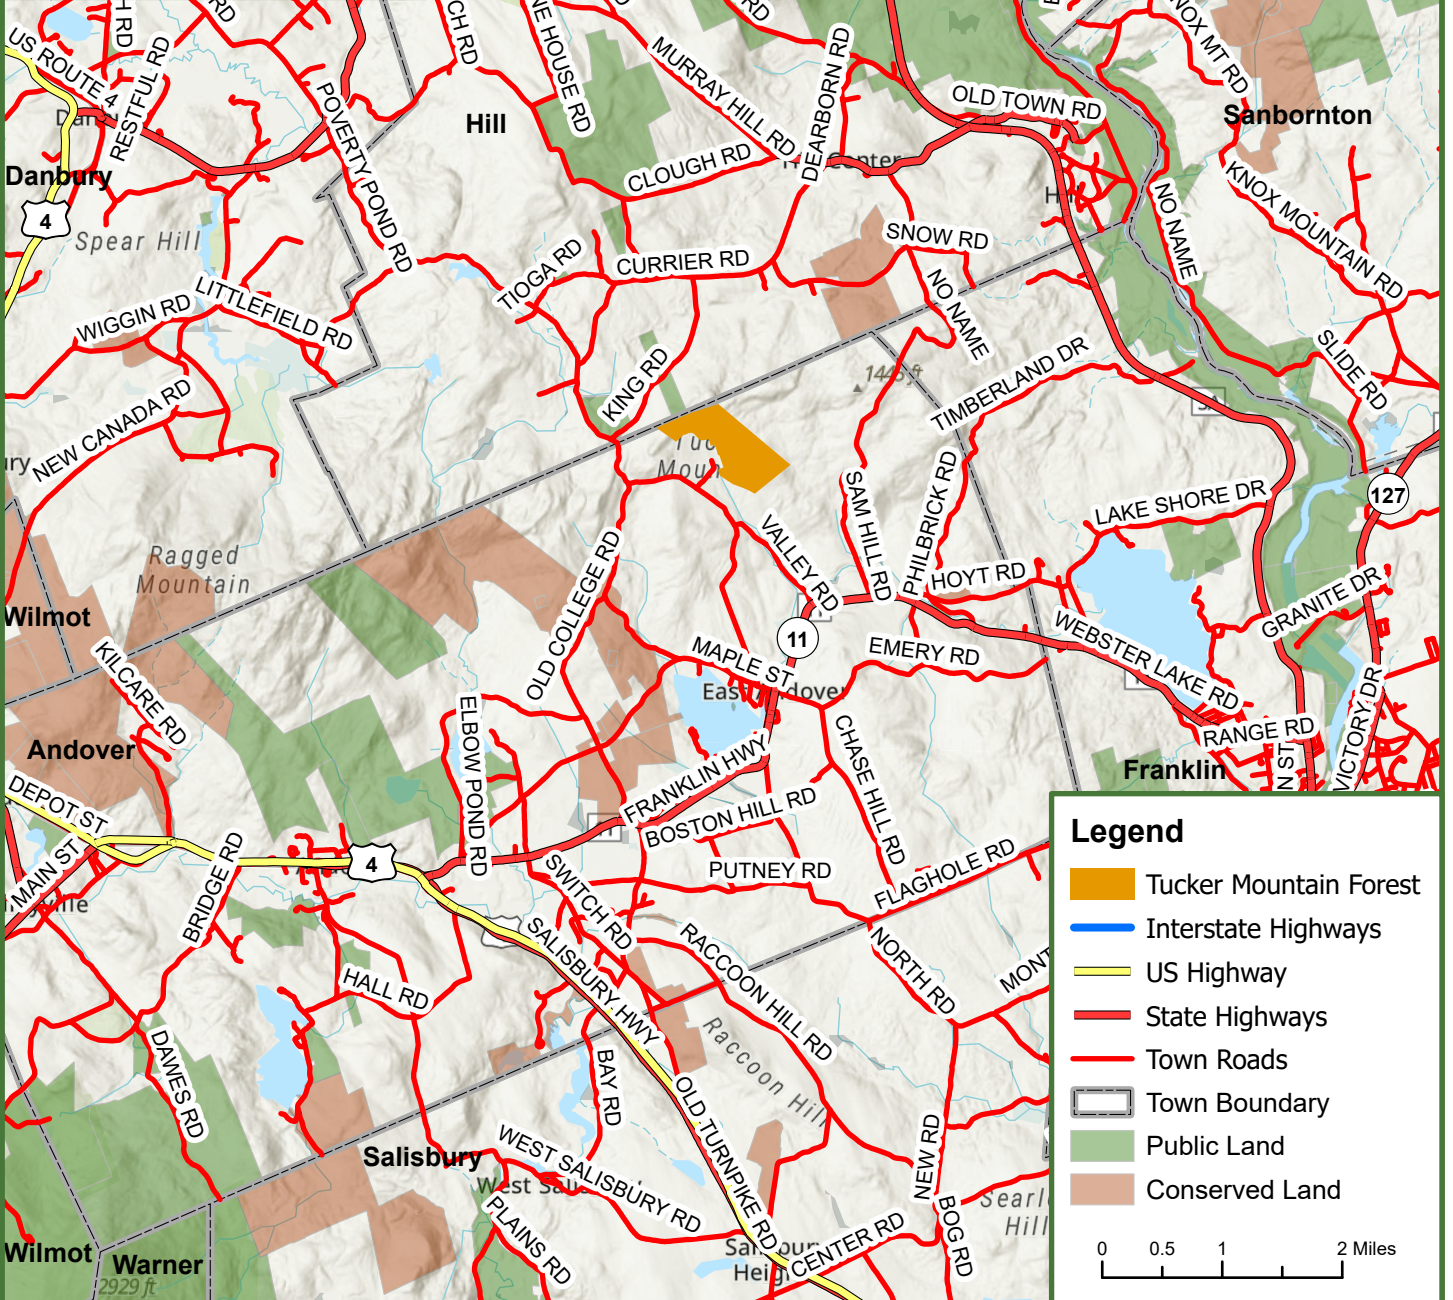 US ROUTE 4
RESTFUL RD
Danbury
4
Spear Hill
POVERTY POND RD
Hill
MURRAY HILL RD
DEARBORN RD
OLD TOWN RD
Sanbornton
CLOUGH RD
KNOX MOUNTAIN RD
NO NAME
SNOW RD
CURRIER RD
TIOGA RD
NO NAME
WIGGIN RD
LITTLEFIELD RD
KING RD
1445 ft
TIMBERLAND DR
SLIDE RD
NEW CANADA RD
3A
127
SAM HILL RD
PHILBRICK RD
LAKE SHORE DR
VALLEY RD
Ragged
Mountain
OLD COLLEGE RD
HOYT RD
GRANITE DR
Wilmot
11
MAPLE ST
EMERY RD
WEBSTER LAKE RD
KILCARE RD
ELBOW POND RD
CHASE HILL RD
RANGE RD
VICTORY DR
Andover
FRANKLIN HWY
Franklin
DEPOT ST
MAIN ST
BRIDGE RD
4
11
BOSTON HILL RD
PUTNEY RD
FLAGHOLE RD
SWITCH RD
SALISBURY HWY
RACCOON HILL RD
NORTH RD
HALL RD
DAWES RD
BAY RD
Raccoon Hill
OLD TURNPIKE RD
NEW RD
Salisbury
WEST SALISBURY RD
PLAINS RD
CENTER RD
BOG RD
Wilmot
Warner
2929 ft
Legend
Tucker Mountain Forest
Interstate Highways
US Highway
State Highways
Town Roads
Town Boundary
Public Land
Conserved Land
0 0.5 1 2 Miles